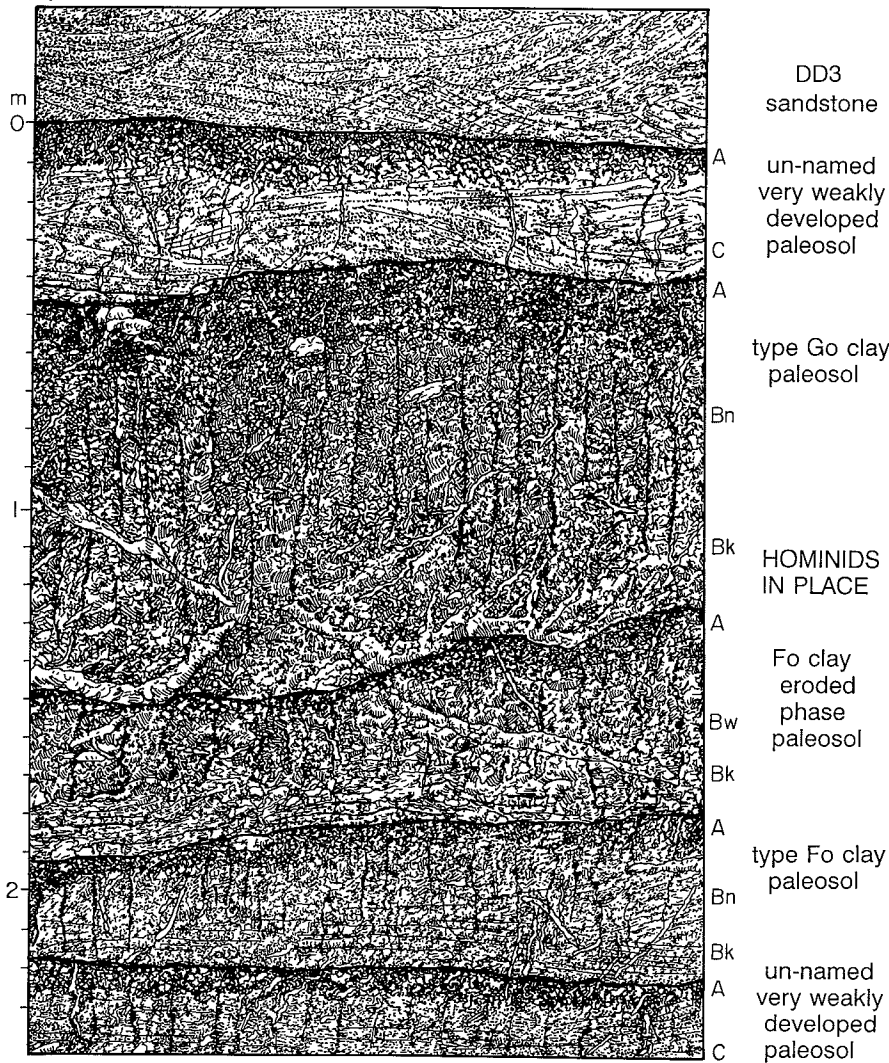 DD3
sandstone
m
0
A
un-named
very weakly
developed
paleosol
C
A
type Go clay
paleosol
Bn
1
Bk
HOMINIDS
IN PLACE
A
Fo clay
eroded
phase
paleosol
Bw
Bk
A
type Fo clay
paleosol
2
Bn
Bk
A
un-named
very weakly
developed
paleosol
C